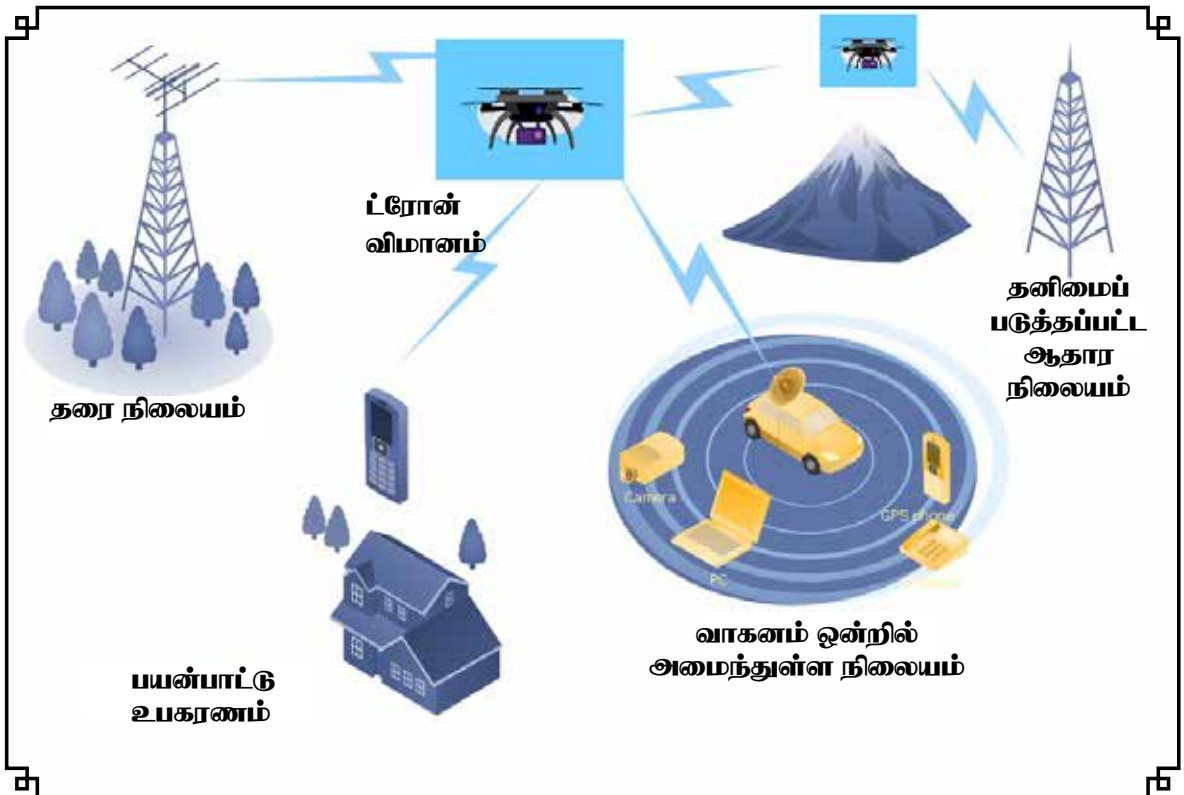 ட்ரோன்
விமானம்
தனிமைப்
படுத்தப்பட்ட
ஆதார
நிலையம்
தரை நிலையம்
Camera
GPS phone
PC
வாகனம் ஒன்றில்
அமைந்துள்ள நிலையம்
பயன்பாட்டு
உபகரணம்